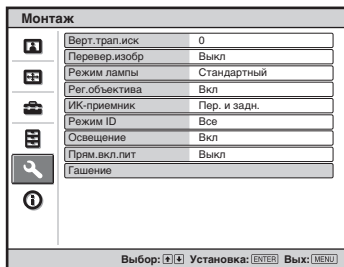 Монтаж
Верт.трап.иск 0
Перевер.изобр Выкл
Режим лампы Стандартный
Рег.объектива Вкл
ИК-приемник Пер. и задн.
Режим ID Все
Освещение Вкл
Прям.вкл.пит Выкл
Гашение
Выбор: Установка: ENTER Вых: MENU